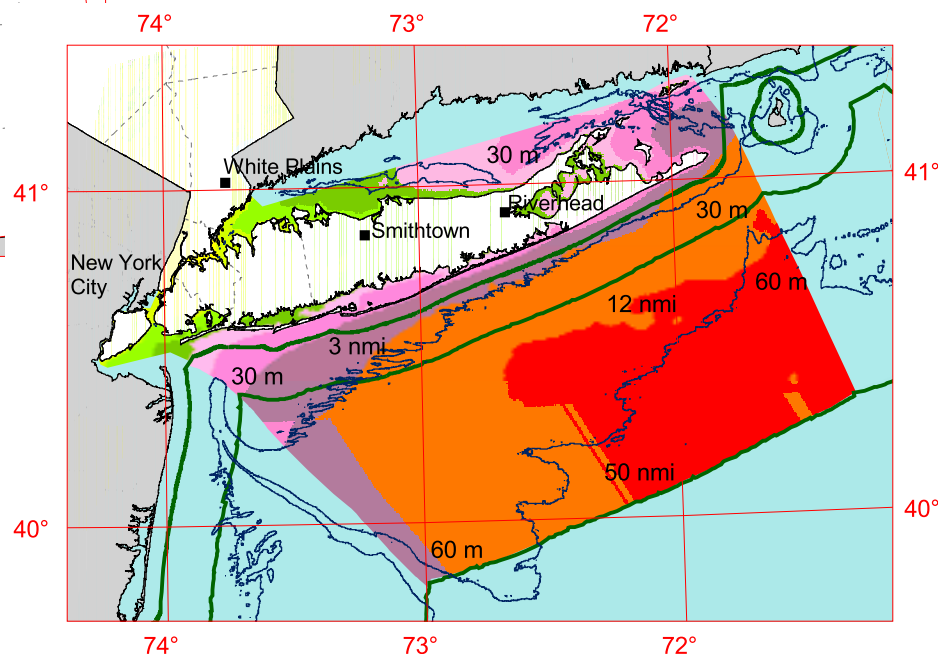 74° 73° 72°
30 m
White Plains
41° 41°
Riverhead
30 m
Smithtown
New York
City
60 m
12 nmi
3 nmi
30 m
50 nmi
40° 40°
60 m
74° 73° 72°